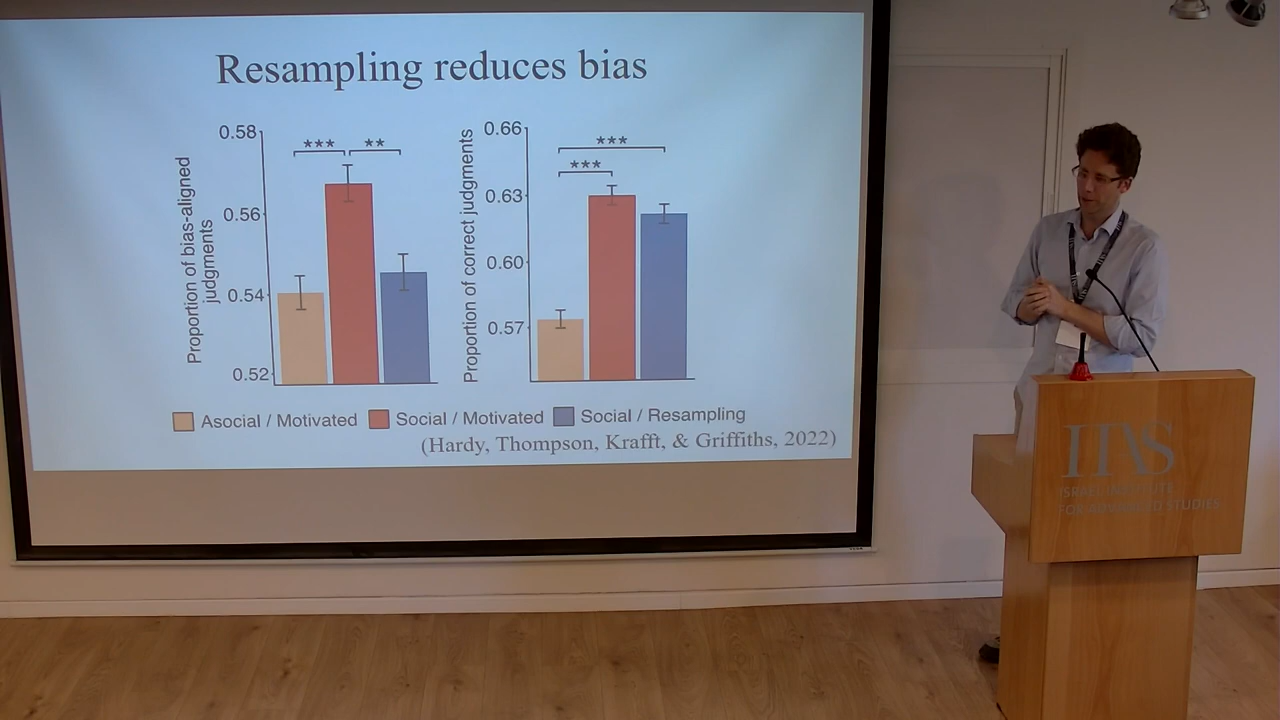 Resampling reduces bias
Proportion of bias-aligned
judgments
0.58
0.56
0.54
0.52
***
**
Proportion of correct judgments
0.66
0.63
0.60
0.57
***
***
Asocial / Motivated
Social / Motivated
Social / Resampling
(Hardy, Thompson, Krafft, & Griffiths, 2022)
IIAS
ISRAEL INSTITUTE
FOR ADVANCED STUDIES